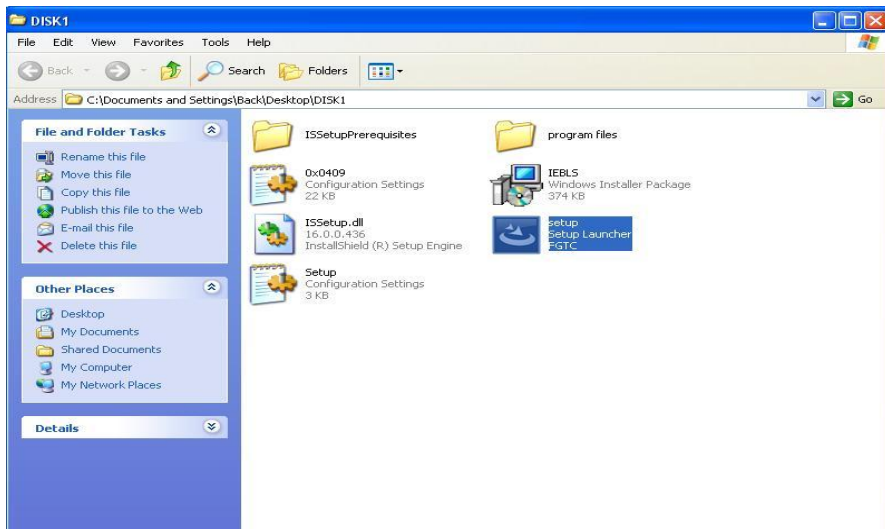 DISK1
File Edit View Favorites Tools Help
Back Search Folders
Address C:\Documents and Settings\Back\Desktop\DISK1 Go
File and Folder Tasks
Rename this file
Move this file
Copy this file
Publish this file to the Web
E-mail this file
Delete this file
Other Places
Desktop
My Documents
Shared Documents
My Computer
My Network Places
Details
ISSetupPrerequisites
program files
0x0409
Configuration Settings
22 KB
IEBLS
Windows Installer Package
374 KB
ISSetup.dll
16.0.0.436
InstallShield (R) Setup Engine
setup
Setup Launcher
FGTC
Setup
Configuration Settings
3 KB